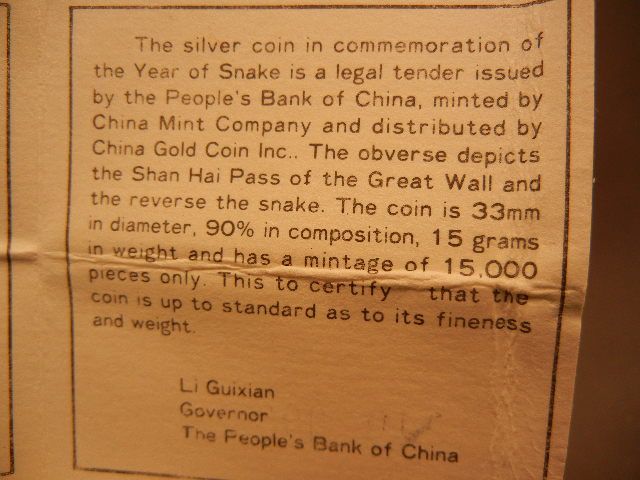 The silver coin in commemoration of
the Year of Snake is a legal tender issued
by the People's Bank of China, minted by
China Mint Company and distributed by
China Gold Coin Inc.. The obverse depicts
the Shan Hai Pass of the Great Wall and
the reverse the snake. The coin is 33mm
in diameter, 90% in composition, 15 grams
in weight and has a mintage of 15,000
pieces only. This to certify that the
coin is up to standard as to its fineness
and weight.
Li Guixian
Governor
The People's Bank of China